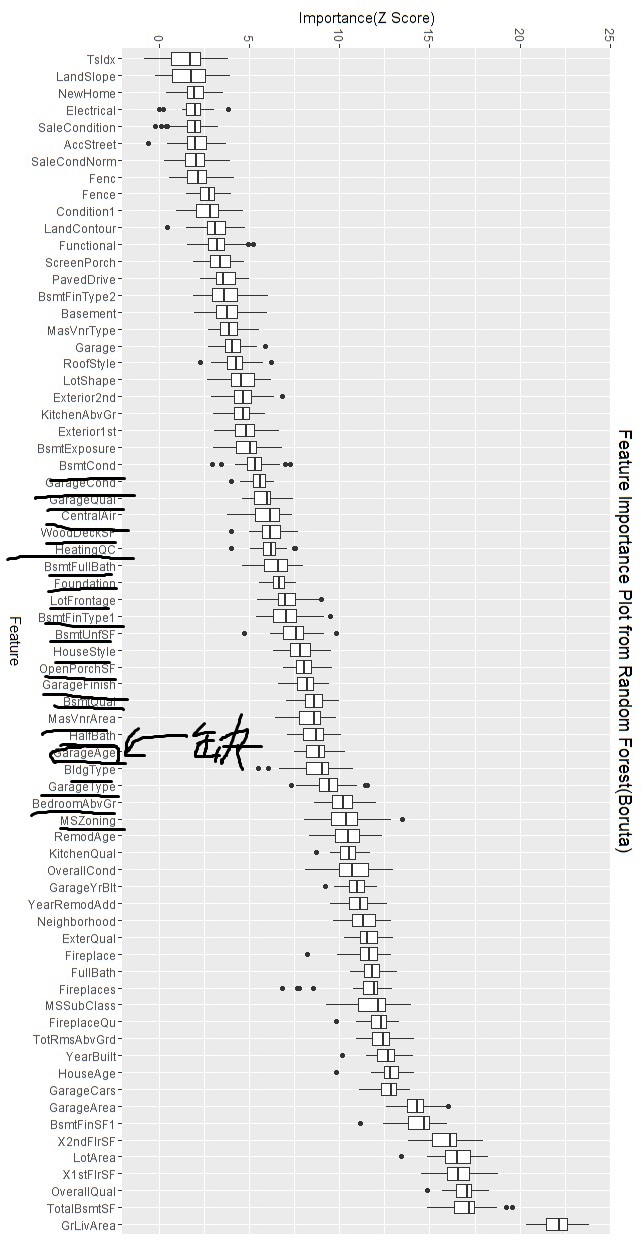 Importance(Z Score)
0
5
10
15
20
25
TsIdx
LandSlope
NewHome
Electrical
SaleCondition
AccStreet
SaleCondNorm
Fenc
Fence
Condition1
LandContour
Functional
ScreenPorch
PavedDrive
BsmtFinType2
Basement
MasVnrType
Garage
RoofStyle
LotShape
Exterior2nd
KitchenAbvGr
Exterior1st
BsmtExposure
BsmtCond
GarageCond
GarageQual
CentralAir
WoodDeckSF
HeatingQC
BsmtFullBath
Foundation
LotFrontage
BsmtFinType1
BsmtUnfSF
HouseStyle
OpenPorchSF
GarageFinish
BsmtQual
MasVnrArea
HalfBath
GarageAge
BldgType
GarageType
BedroomAbvGr
MSZoning
RemodAge
KitchenQual
OverallCond
GarageYrBlt
YearRemodAdd
Neighborhood
ExterQual
Fireplace
FullBath
Fireplaces
MSSubClass
FireplaceQu
TotRmsAbvGrd
YearBuilt
HouseAge
GarageCars
GarageArea
BsmtFinSF1
X2ndFlrSF
LotArea
X1stFlrSF
OverallQual
TotalBsmtSF
GrLivArea
Feature
Feature Importance Plot from Random Forest(Boruta)